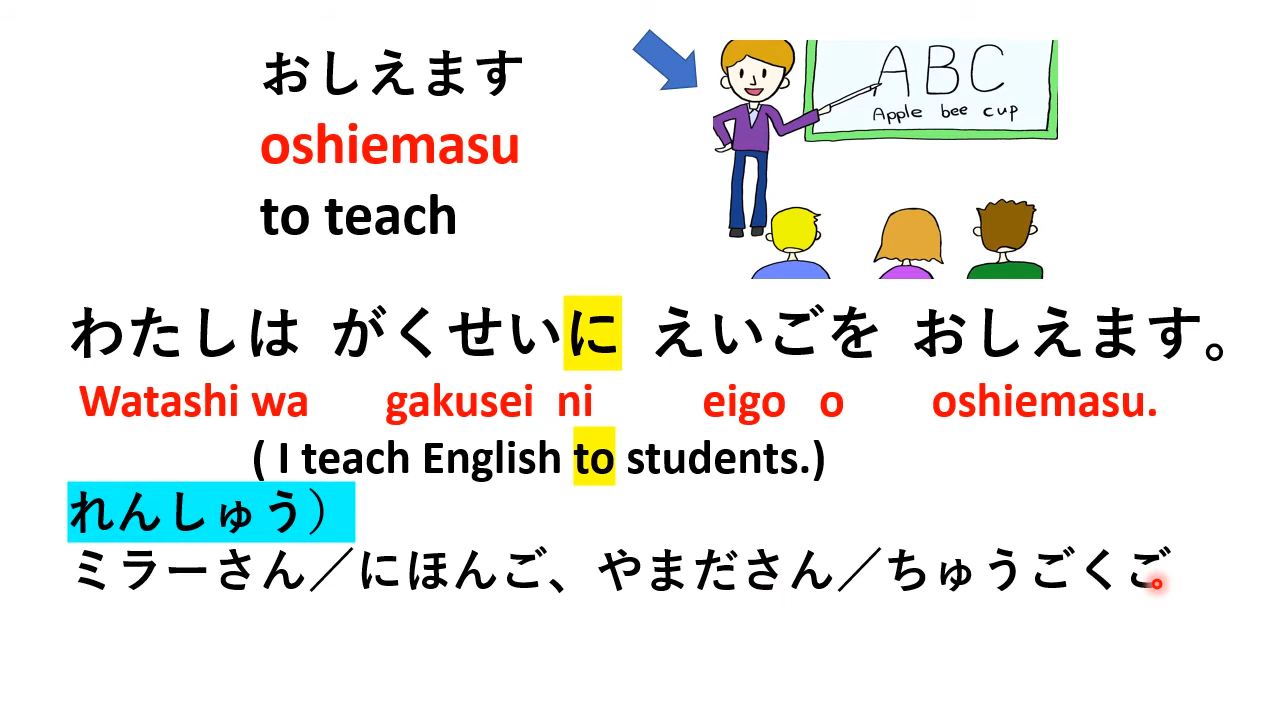 おしえます
oshiemasu
to teach
A B C
Apple bee cup
わたしは がくせいに えいごを おしえます。
Watashi wa gakusei ni eigo o oshiemasu.
( I teach English to students.)
れんしゅう）
ミラーさん／にほんご、やまださん／ちゅうごくご